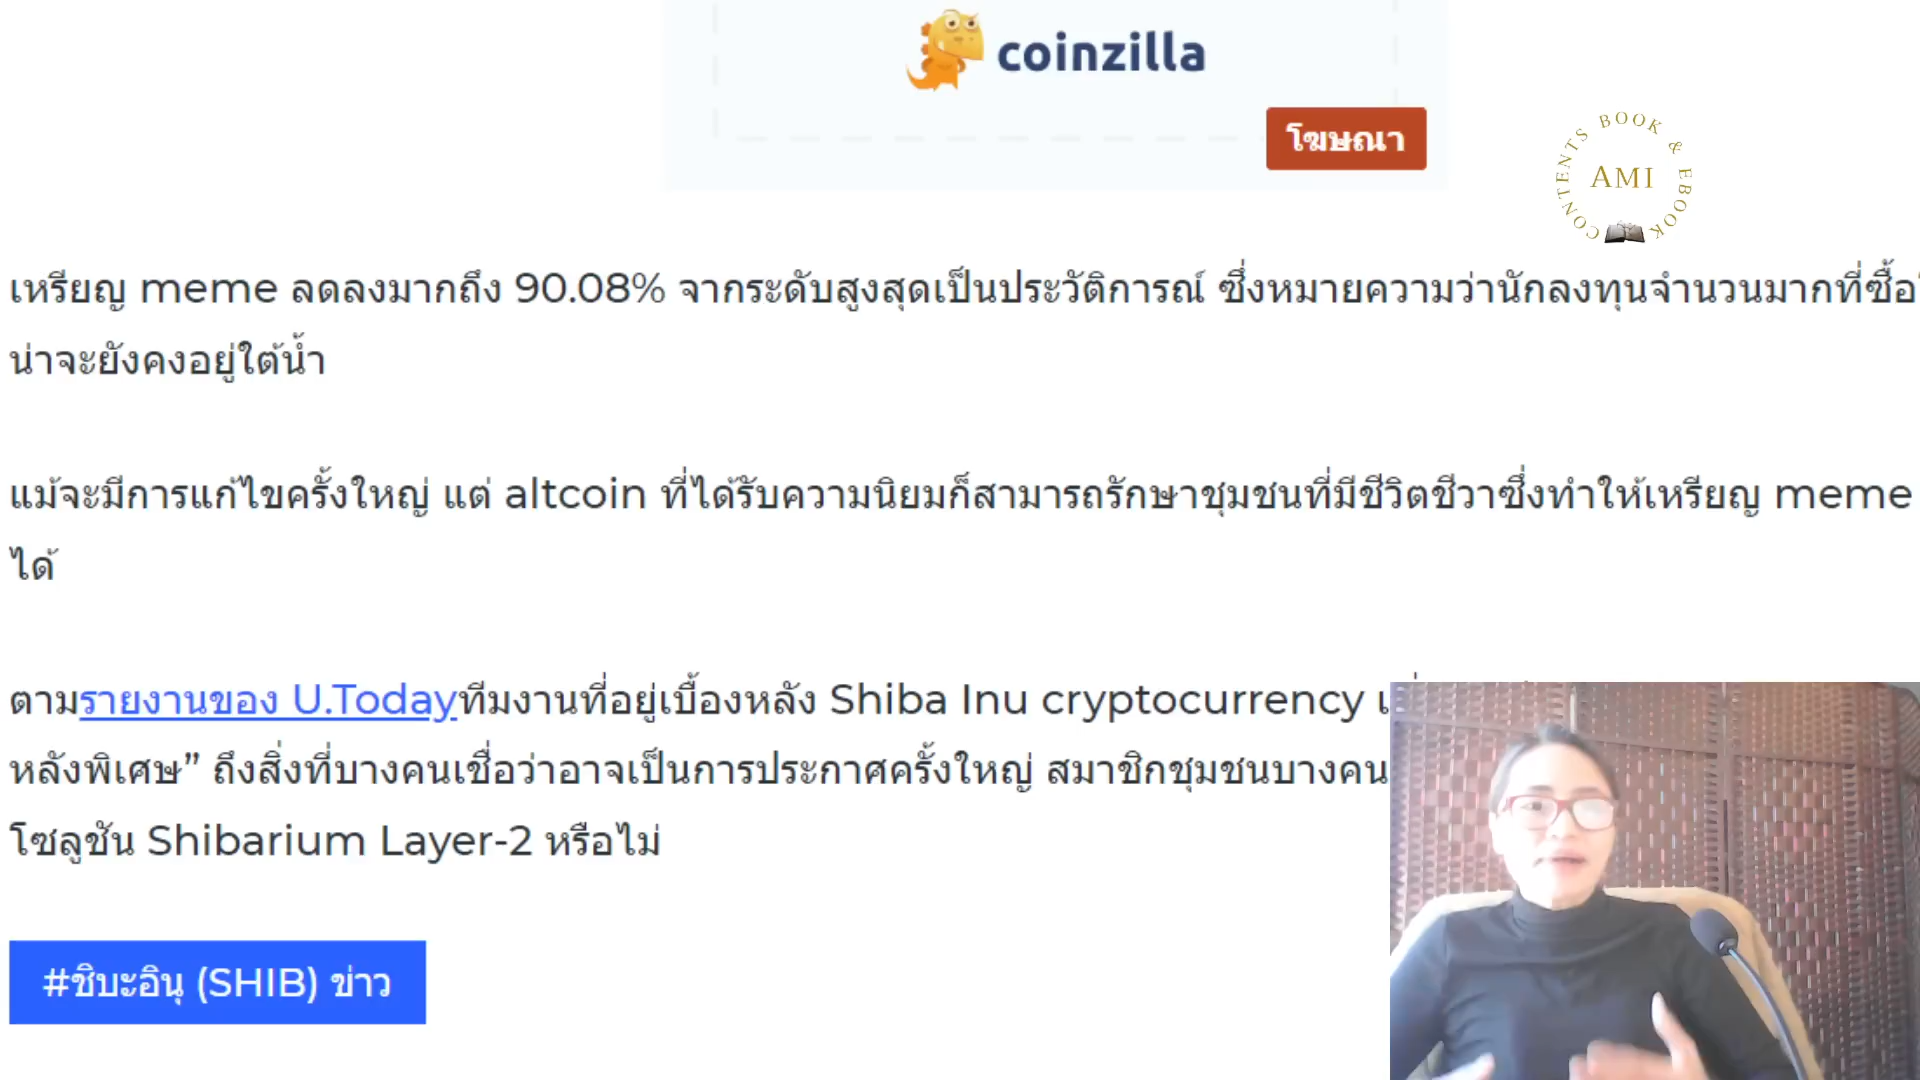 coinzilla
โฆษณา
CONTENTS BOOK & EBOOK
AMI
เหรียญ meme ลดลงมากถึง 90.08% จากระดับสูงสุดเป็นประวัติการณ์ ซึ่งหมายความว่านักลงทุนจำนวนมากที่ซื้อ
น่าจะยังคงอยู่ใต้น้ำ
แม้จะมีการแก้ไขครั้งใหญ่ แต่ altcoin ที่ได้รับความนิยมก็สามารถรักษาชุมชนที่มีชีวิตชีวาซึ่งทำให้เหรียญ meme
ได้
ตามรายงานของ U.Today ทีมงานที่อยู่เบื้องหลัง Shiba Inu cryptocurrency
หลังพิเศษ” ถึงสิ่งที่บางคนเชื่อว่าอาจเป็นการประกาศครั้งใหญ่ สมาชิกชุมชนบางคน
โซลูชัน Shibarium Layer-2 หรือไม่
#ชิบะอินุ (SHIB) ข่าว